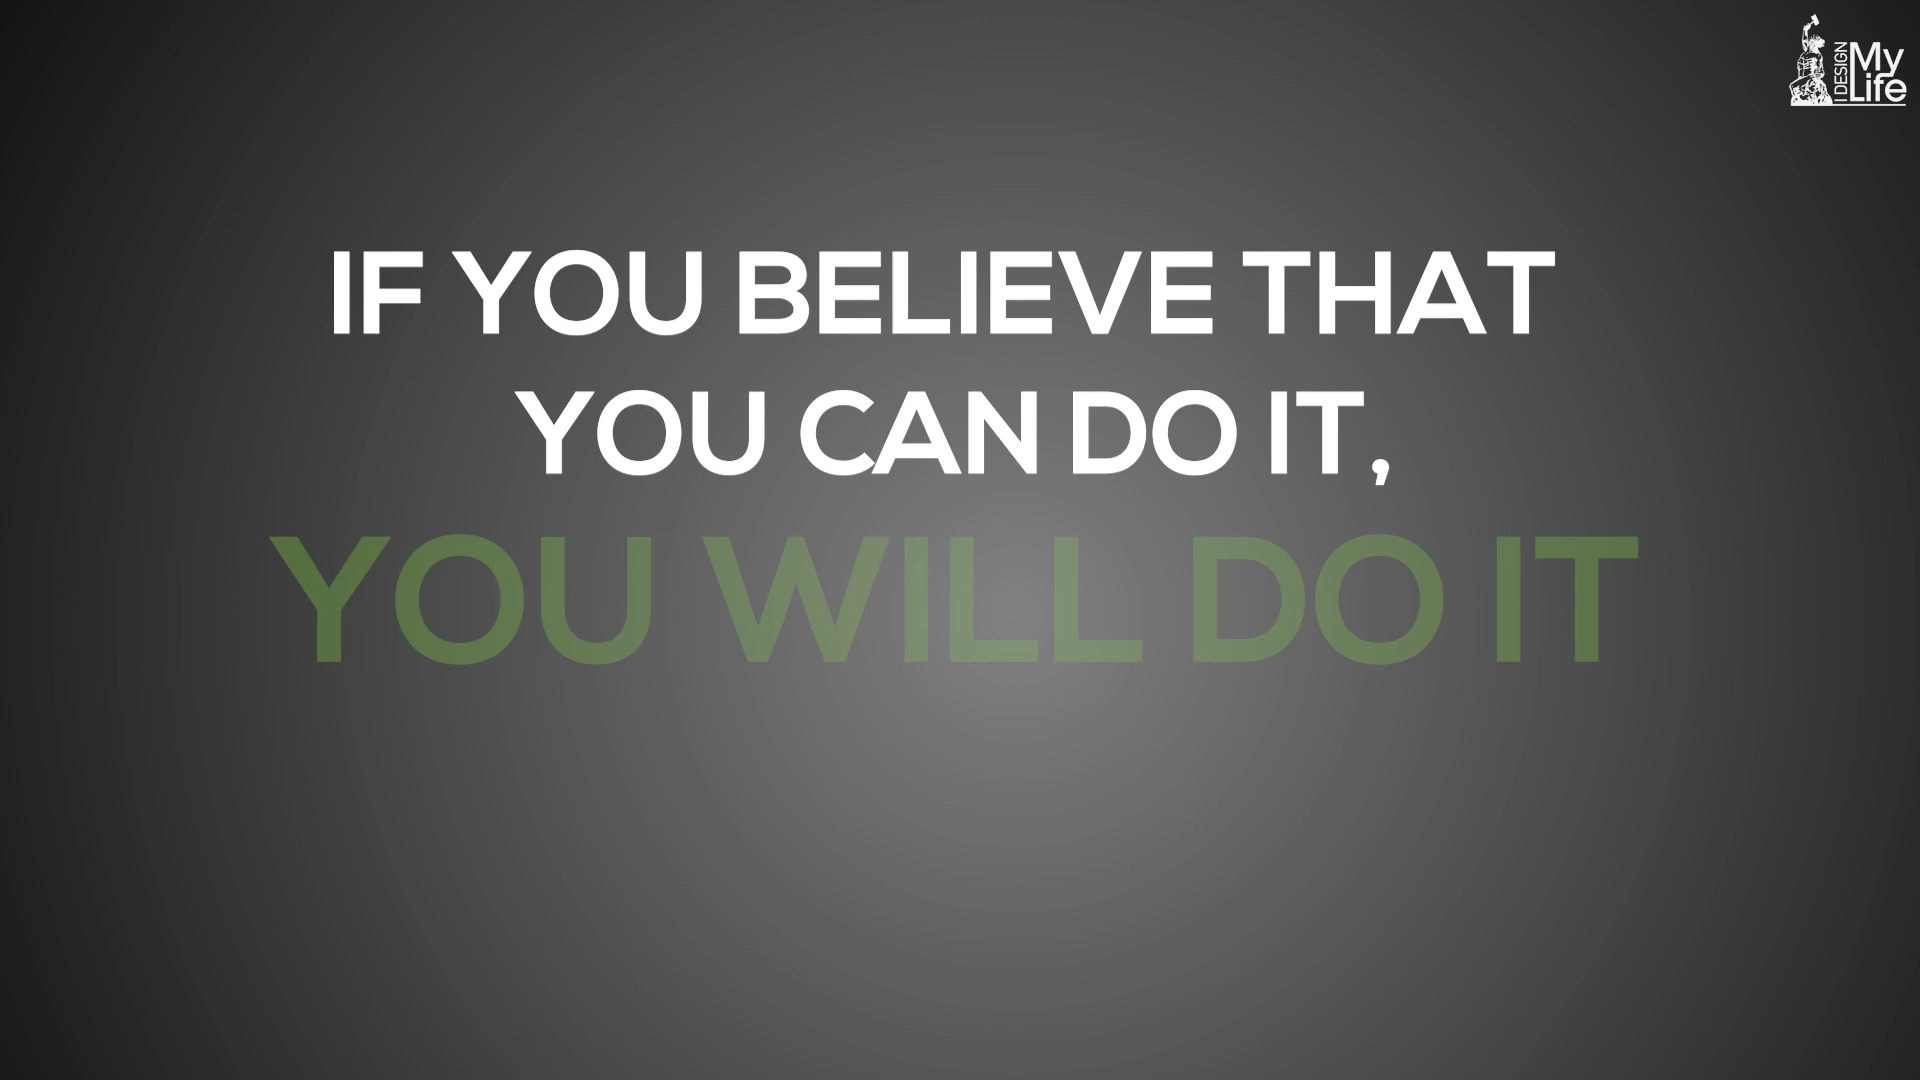 IF YOU BELIEVE THAT
YOU CAN DO IT,
YOU WILL DO IT
I DESIGN
My
Life